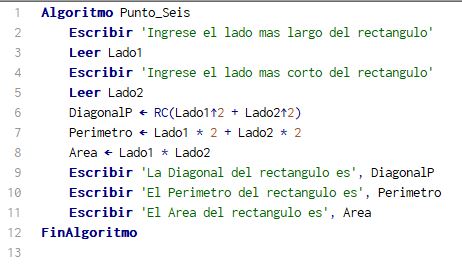 1 Algoritmo Punto_Seis
2 Escribir 'Ingrese el lado mas largo del rectangulo'
3 Leer Lado1
4 Escribir 'Ingrese el lado mas corto del rectangulo'
5 Leer Lado2
6 DiagonalP ← RC(Lado1↑2 + Lado2↑2)
7 Perimetro ← Lado1 * 2 + Lado2 * 2
8 Area ← Lado1 * Lado2
9 Escribir 'La Diagonal del rectangulo es', DiagonalP
10 Escribir 'El Perimetro del rectangulo es', Perimetro
11 Escribir 'El Area del rectangulo es', Area
12 FinAlgoritmo
13